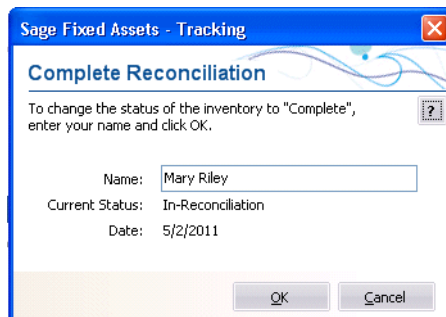 Sage Fixed Assets - Tracking
Complete Reconciliation
To change the status of the inventory to "Complete",
enter your name and click OK.
?
Name: Mary Riley
Current Status: In-Reconciliation
Date: 5/2/2011
OK Cancel